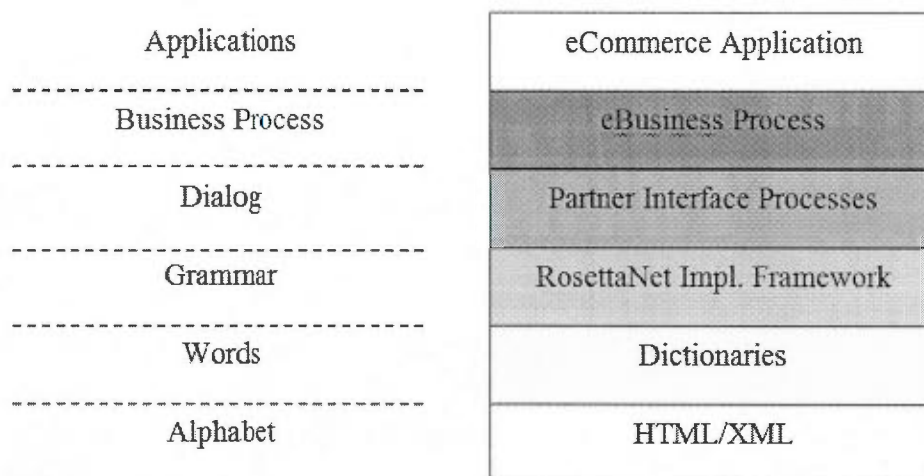 Applications
eCommerce Application
Business Process
eBusiness Process
Dialog
Partner Interface Processes
Grammar
RosettaNet Impl. Framework
Words
Dictionaries
Alphabet
HTML/XML